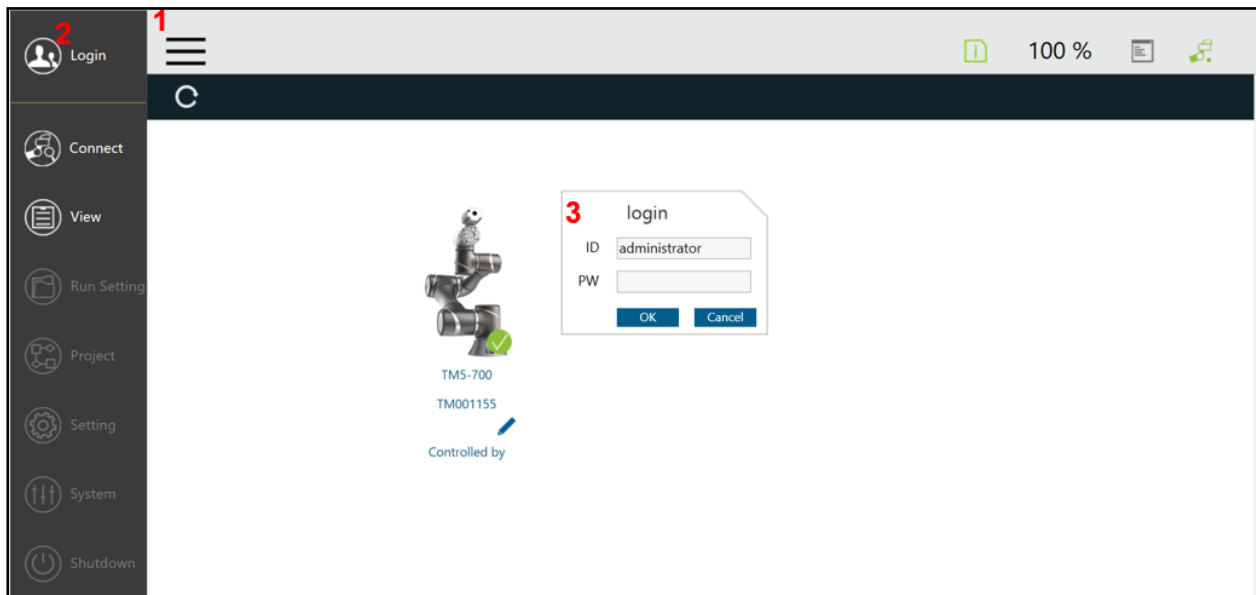 2
1
Login
100 %
Connect
View
Run Setting
Project
Setting
System
Shutdown
3
login
ID
administrator
PW
OK
Cancel
TM5-700
TM001155
Controlled by